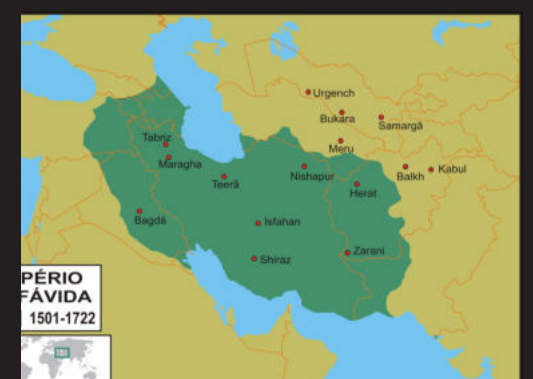 Urgench
Bukara
Samargã
Meru
Tabriz
Maragha
Teerã
Nishapur
Balkh
Kabul
Herat
Bagdá
Isfahan
Zarani
Shiraz
PÉRIO
FÁVIDA
1501-1722